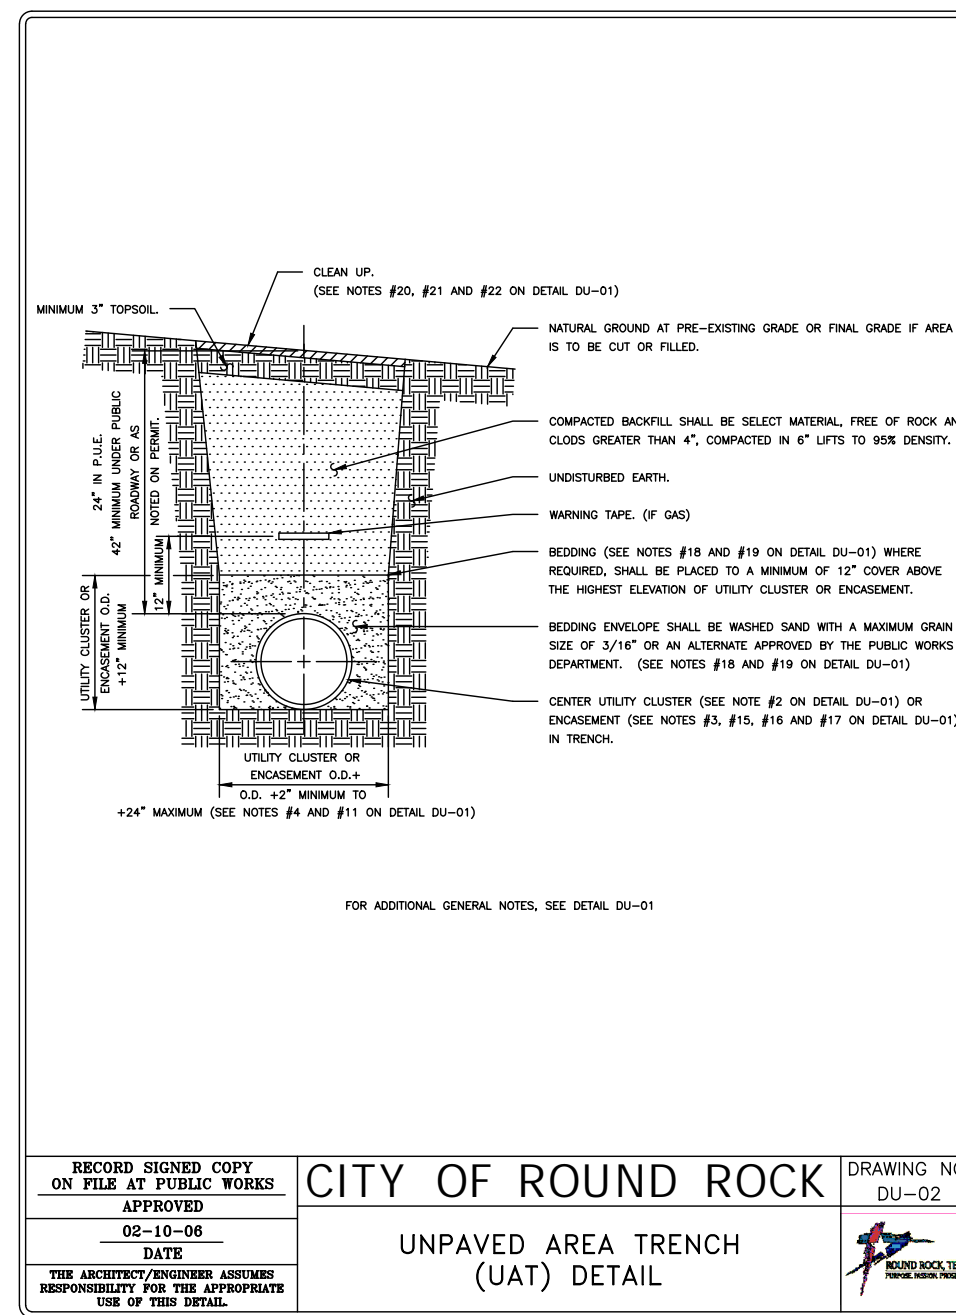 CLEAN UP.
(SEE NOTES #20, #21 AND #22 ON DETAIL DU-01)
MINIMUM 3" TOPSOIL.
NATURAL GROUND AT PRE-EXISTING GRADE OR FINAL GRADE IF AREA
IS TO BE CUT OR FILLED.
24" IN P.U.E.
42" MINIMUM UNDER PUBLIC
ROADWAY OR AS
NOTED ON PERMIT.
COMPACTED BACKFILL SHALL BE SELECT MATERIAL, FREE OF ROCK AN
CLODS GREATER THAN 4", COMPACTED IN 6" LIFTS TO 95% DENSITY.
UNDISTURBED EARTH.
WARNING TAPE. (IF GAS)
12" MINIMUM
BEDDING (SEE NOTES #18 AND #19 ON DETAIL DU-01) WHERE
REQUIRED, SHALL BE PLACED TO A MINIMUM OF 12" COVER ABOVE
THE HIGHEST ELEVATION OF UTILITY CLUSTER OR ENCASEMENT.
UTILITY CLUSTER OR
ENCASEMENT O.D.
+12" MINIMUM
BEDDING ENVELOPE SHALL BE WASHED SAND WITH A MAXIMUM GRAIN
SIZE OF 3/16" OR AN ALTERNATE APPROVED BY THE PUBLIC WORKS
DEPARTMENT. (SEE NOTES #18 AND #19 ON DETAIL DU-01)
CENTER UTILITY CLUSTER (SEE NOTE #2 ON DETAIL DU-01) OR
ENCASEMENT (SEE NOTES #3, #15, #16 AND #17 ON DETAIL DU-01)
IN TRENCH.
UTILITY CLUSTER OR
ENCASEMENT O.D.+
O.D. +2" MINIMUM TO
+24" MAXIMUM (SEE NOTES #4 AND #11 ON DETAIL DU-01)
FOR ADDITIONAL GENERAL NOTES, SEE DETAIL DU-01
RECORD SIGNED COPY
ON FILE AT PUBLIC WORKS
APPROVED
02-10-06
DATE
THE ARCHITECT/ENGINEER ASSUMES
RESPONSIBILITY FOR THE APPROPRIATE
USE OF THIS DETAIL.
CITY OF ROUND ROCK
UNPAVED AREA TRENCH
(UAT) DETAIL
DRAWING NO
DU-02
ROUND ROCK, TE
PURPOSE. PASSION. PROS